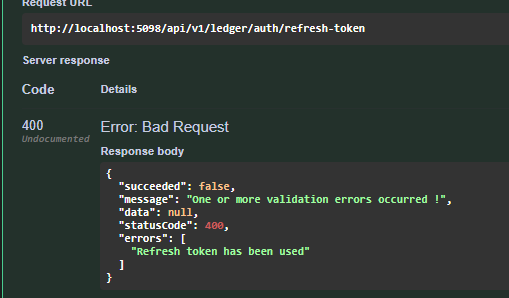 Request URL
http://localhost:5098/api/v1/ledger/auth/refresh-token
Server response
Code Details
400 Error: Bad Request
Undocumented
Response body
{
"succeeded": false,
"message": "One or more validation errors occurred !",
"data": null,
"statusCode": 400,
"errors": [
"Refresh token has been used"
]
}